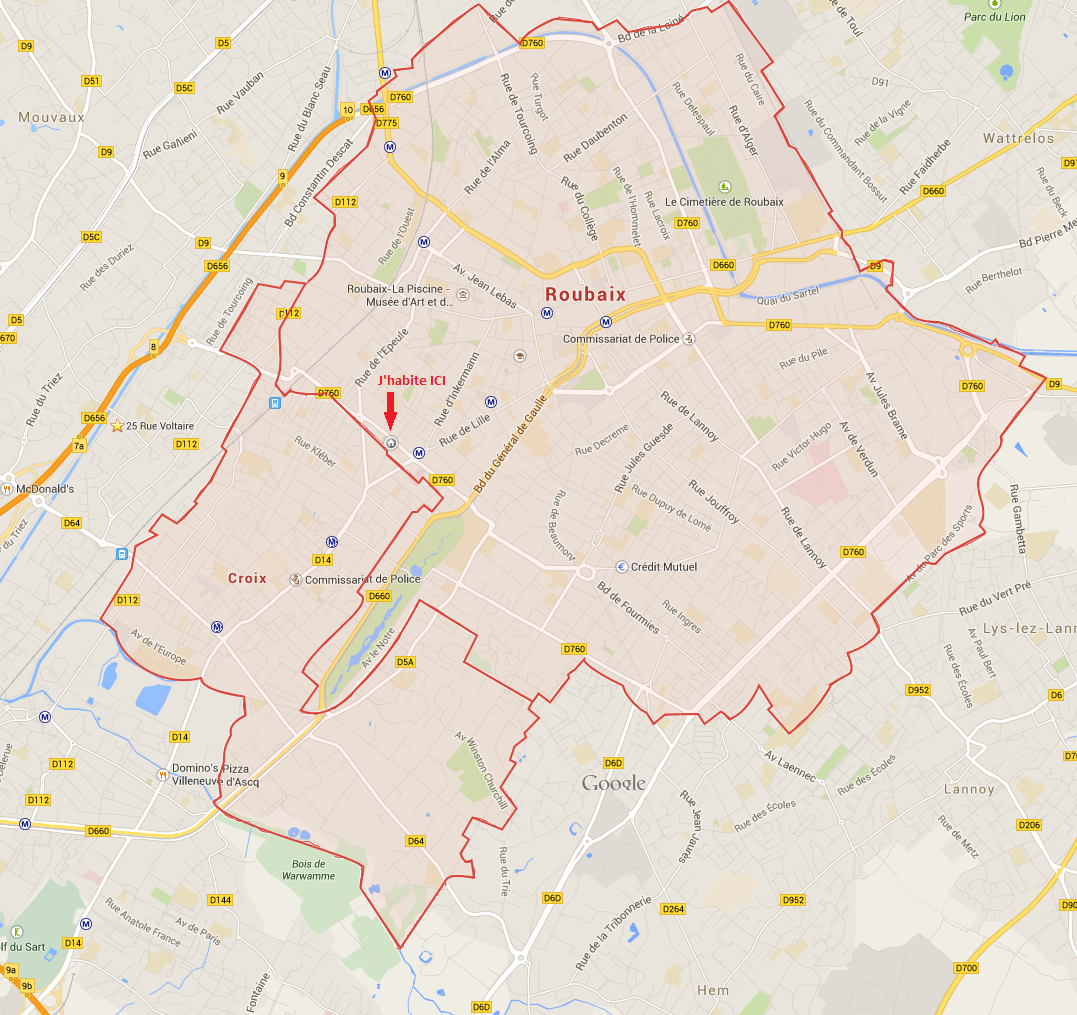 Rue de Toul
Parc du Lion
D9
D5
D760
Bd de la Lainé
D51
D5C
Rue Vauban
Rue du Blanc Seau
M
D760
Rue de Tourcoing
Rue Turgot
Rue Delespaul
Rue du Caire
D91
Mouvaux
10
D656
D775
Rue Daubenton
Rue d'Alger
Rue du Commandant Bossut
Rue de la Vigne
Wattrelos
D9
Rue Gallieni
M
Rue de l'Alma
Rue Faidherbe
9
Bd Constantin Descat
D112
Rue du Collège
Rue de l'Hommelet
Rue Lacroix
Le Cimetière de Roubaix
D660
Rue du Beck
D5C
D9
Rue de l'Ouest
M
D760
Bd Pierre Me
Rue des Duriez
D656
Av. Jean Lebas
D660
D9
Rue Berthelot
Rue de Tourcoing
Roubaix-La Piscine -
Musée d'Art et d...
Roubaix
Quai du Sartel
D5
D112
M
M
D760
670
8
Rue de l'Epeule
Commissariat de Police
Rue du Pile
Rue du Triez
J'habite ICI
Rue d'Inkermann
Av. Jules Brame
D760
D9
D760
M
Rue de Lille
Rue de Lannoy
D656
25 Rue Voltaire
7a
D112
Rue Kléber
M
Bd du Général de Gaulle
Rue Decreme
Rue Jules Guesde
Rue Victor Hugo
Av. de Verdun
McDonald's
D760
Rue Dupuy de Lomé
Rue Jouffroy
Rue Gambetta
D64
du Triez
Rue de Beaumont
Rue de Lannoy
Av du Parc des Sports
M
D14
D760
Croix
Commissariat de Police
Crédit Mutuel
D112
D660
Bd de Fourmies
Rue du Vert Pré
M
Rue Ingres
Av de l'Europe
Av le Notre
D760
Lys-lez-Lann
D5A
Av Paul Bert
Rue des Écoles
D952
D6
M
D14
Av Winston Churchill
D112
D6D
Av Laennec
D70
Domino's Pizza
Villeneuve d'Ascq
Google
Rue des Écoles
Lannoy
D112
M
D660
Rue Jean Jaurès
Rue des Écoles
D206
D64
Rue de Metz
Bois de
Warwamme
Rue du Trie
D144
D6D
D264
D952
D90
Rue Anatole France
Av de Paris
M
Rue de la Tribonnerie
D14
lf du Sart
9a
D700
9b
Fontaine
Hem
D6D